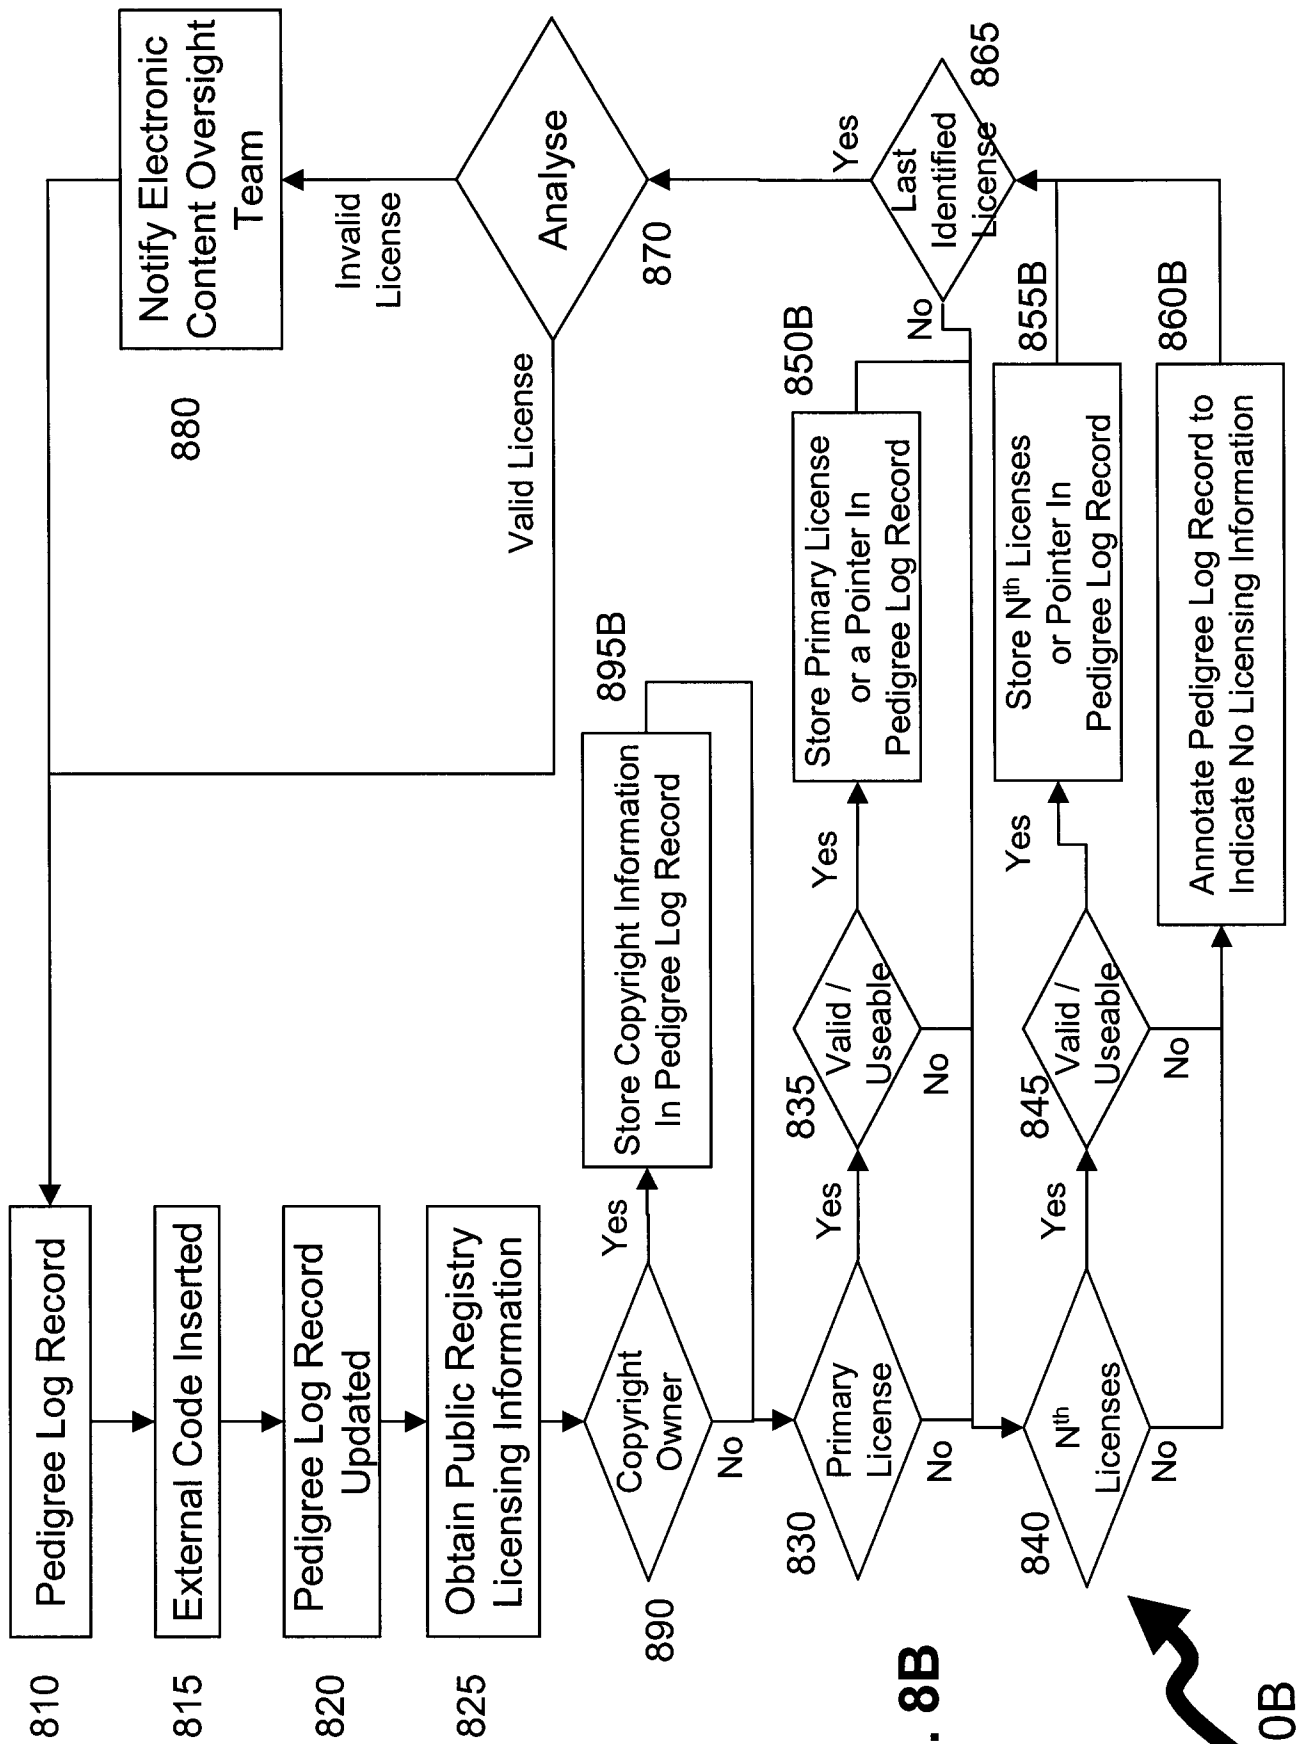 810
Pedigree Log Record
815
External Code Inserted
820
Pedigree Log Record
Updated
825
Obtain Public Registry
Licensing Information
890
Copyright
Owner
Yes
No
895B
Store Copyright Information
In Pedigree Log Record
830
Primary
License
Yes
No
835
Valid /
Useable
Yes
No
850B
Store Primary License
or a Pointer In
Pedigree Log Record
840
Nth
Licenses
Yes
No
845
Valid /
Useable
Yes
No
855B
Store Nth Licenses
or Pointer In
Pedigree Log Record
860B
Annotate Pedigree Log Record to
Indicate No Licensing Information
865
Last
Identified
License
No
Yes
870
Analyse
Valid License
Invalid
License
880
Notify Electronic
Content Oversight
Team
. 8B
0B